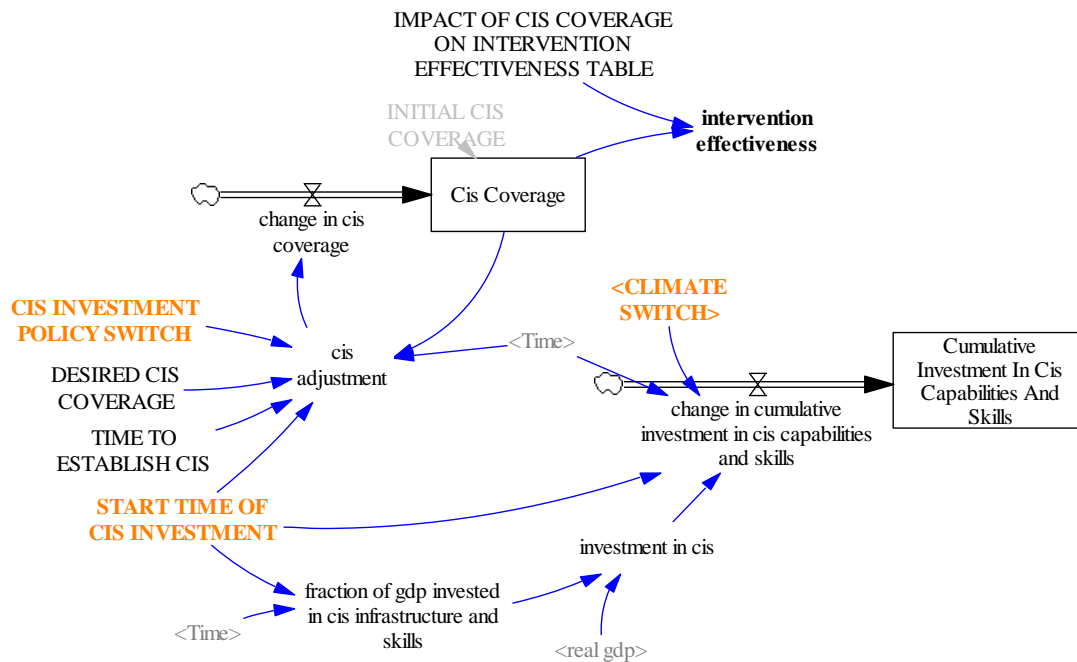 IMPACT OF CIS COVERAGE
ON INTERVENTION
EFFECTIVENESS TABLE
INITIAL CIS
COVERAGE
intervention
effectiveness
Cis Coverage
change in cis
coverage
CIS INVESTMENT
POLICY SWITCH
<CLIMATE
SWITCH>
<Time>
cis
adjustment
DESIRED CIS
COVERAGE
TIME TO
ESTABLISH CIS
Cumulative
Investment In Cis
Capabilities And
Skills
change in cumulative
investment in cis capabilities
and skills
START TIME OF
CIS INVESTMENT
investment in cis
fraction of gdp invested
in cis infrastructure and
skills
<Time>
<real gdp>